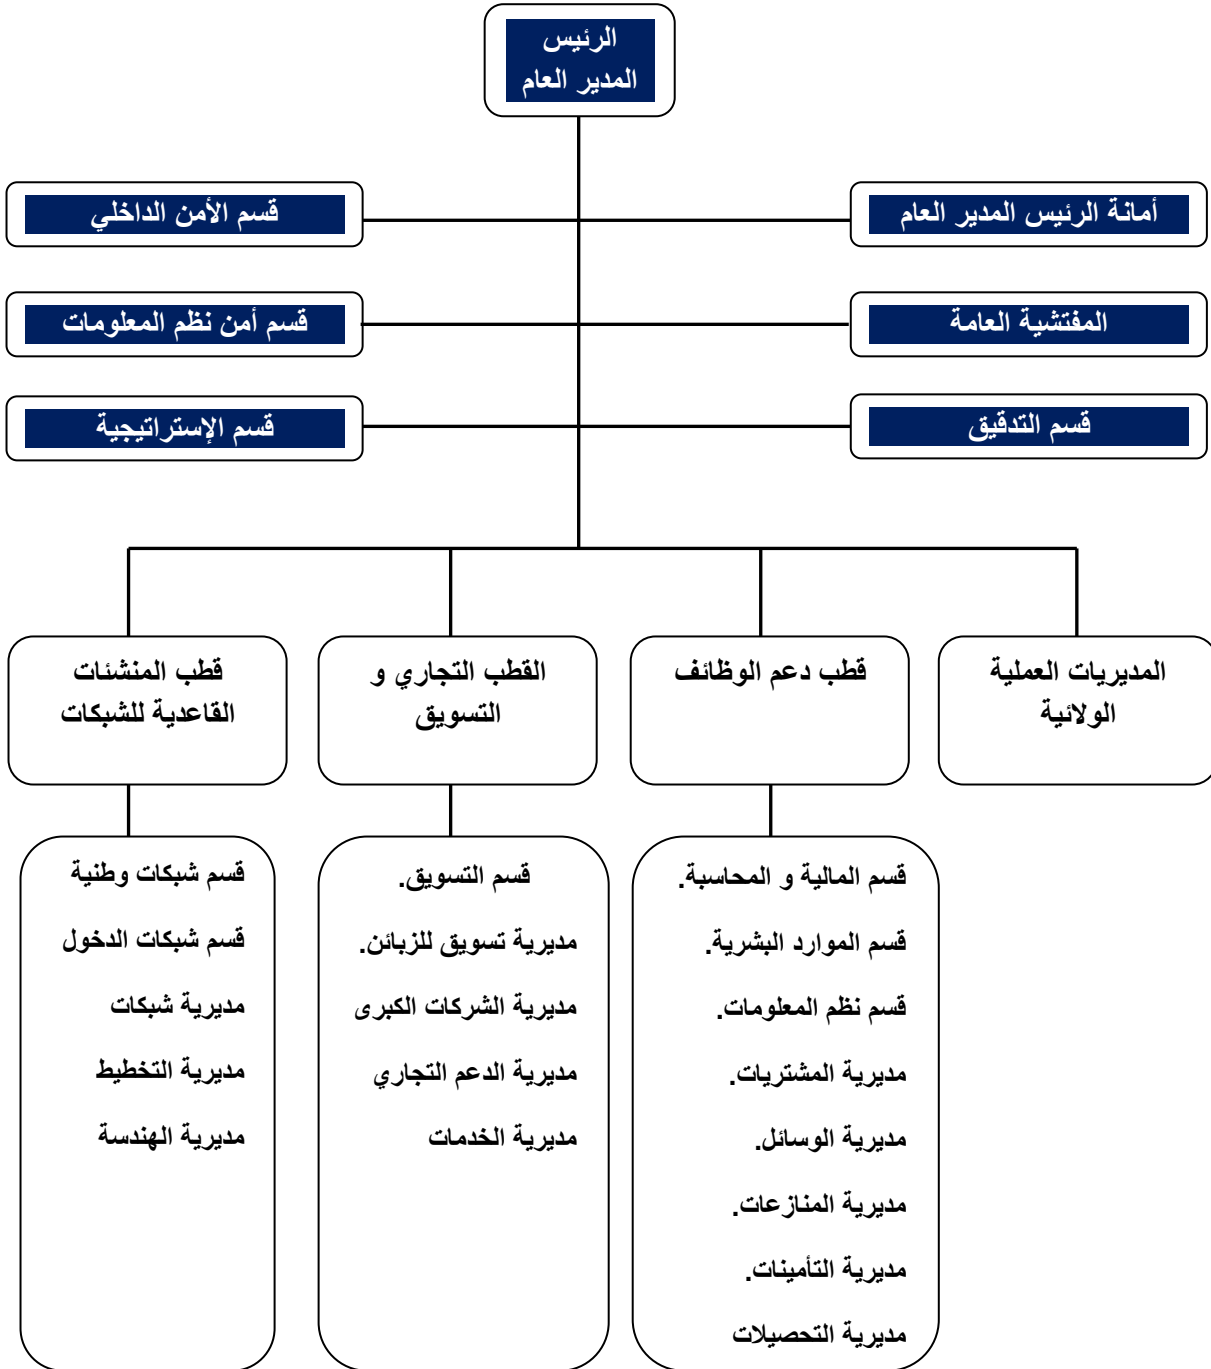 الرئيس
المدير العام
أمانة الرئيس المدير العام
قسم الأمن الداخلي
المفتشية العامة
قسم أمن نظم المعلومات
قسم التدقيق
قسم الإستراتيجية
المديريات العملية
الولائية
قطب دعم الوظائف
القطب التجاري و
التسويق
قطب المنشئات
القاعدية للشبكات
قسم المالية و المحاسبة.
قسم الموارد البشرية.
قسم نظم المعلومات.
مديرية المشتريات.
مديرية الوسائل.
مديرية المنازعات.
مديرية التأمينات.
مديرية التحصيلات
قسم التسويق.
مديرية تسويق للزبائن.
مديرية الشركات الكبرى
مديرية الدعم التجاري
مديرية الخدمات
قسم شبكات وطنية
قسم شبكات الدخول
مديرية شبكات
مديرية التخطيط
مديرية الهندسة